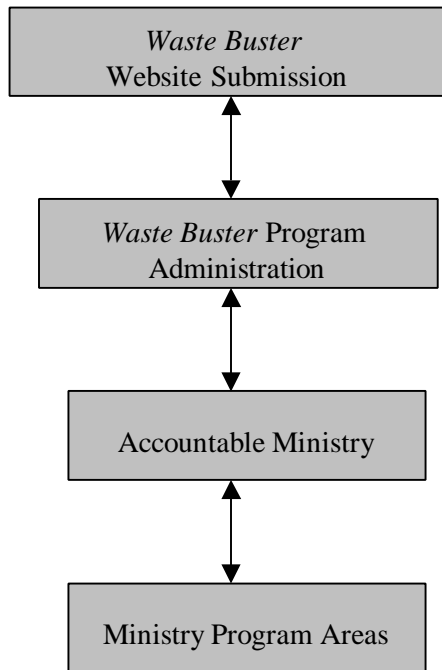 Waste Buster
Website Submission
Waste Buster Program
Administration
Accountable Ministry
Ministry Program Areas